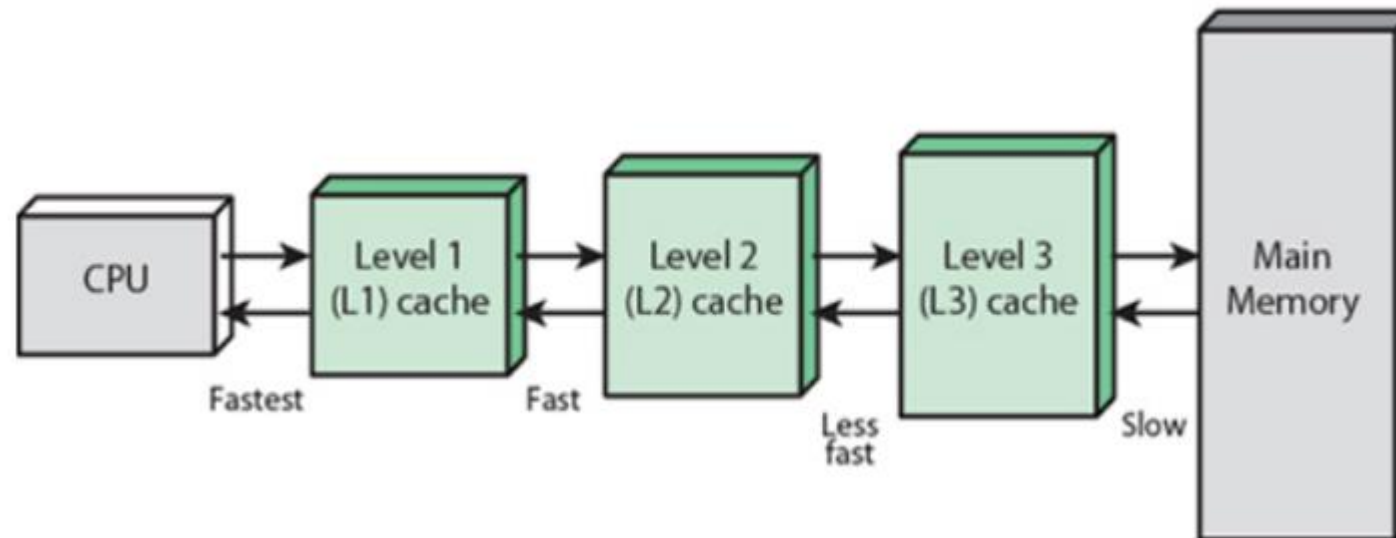 CPU
Level 1
(L1) cache
Level 2
(L2) cache
Level 3
(L3) cache
Main
Memory
Fastest
Fast
Less
fast
Slow